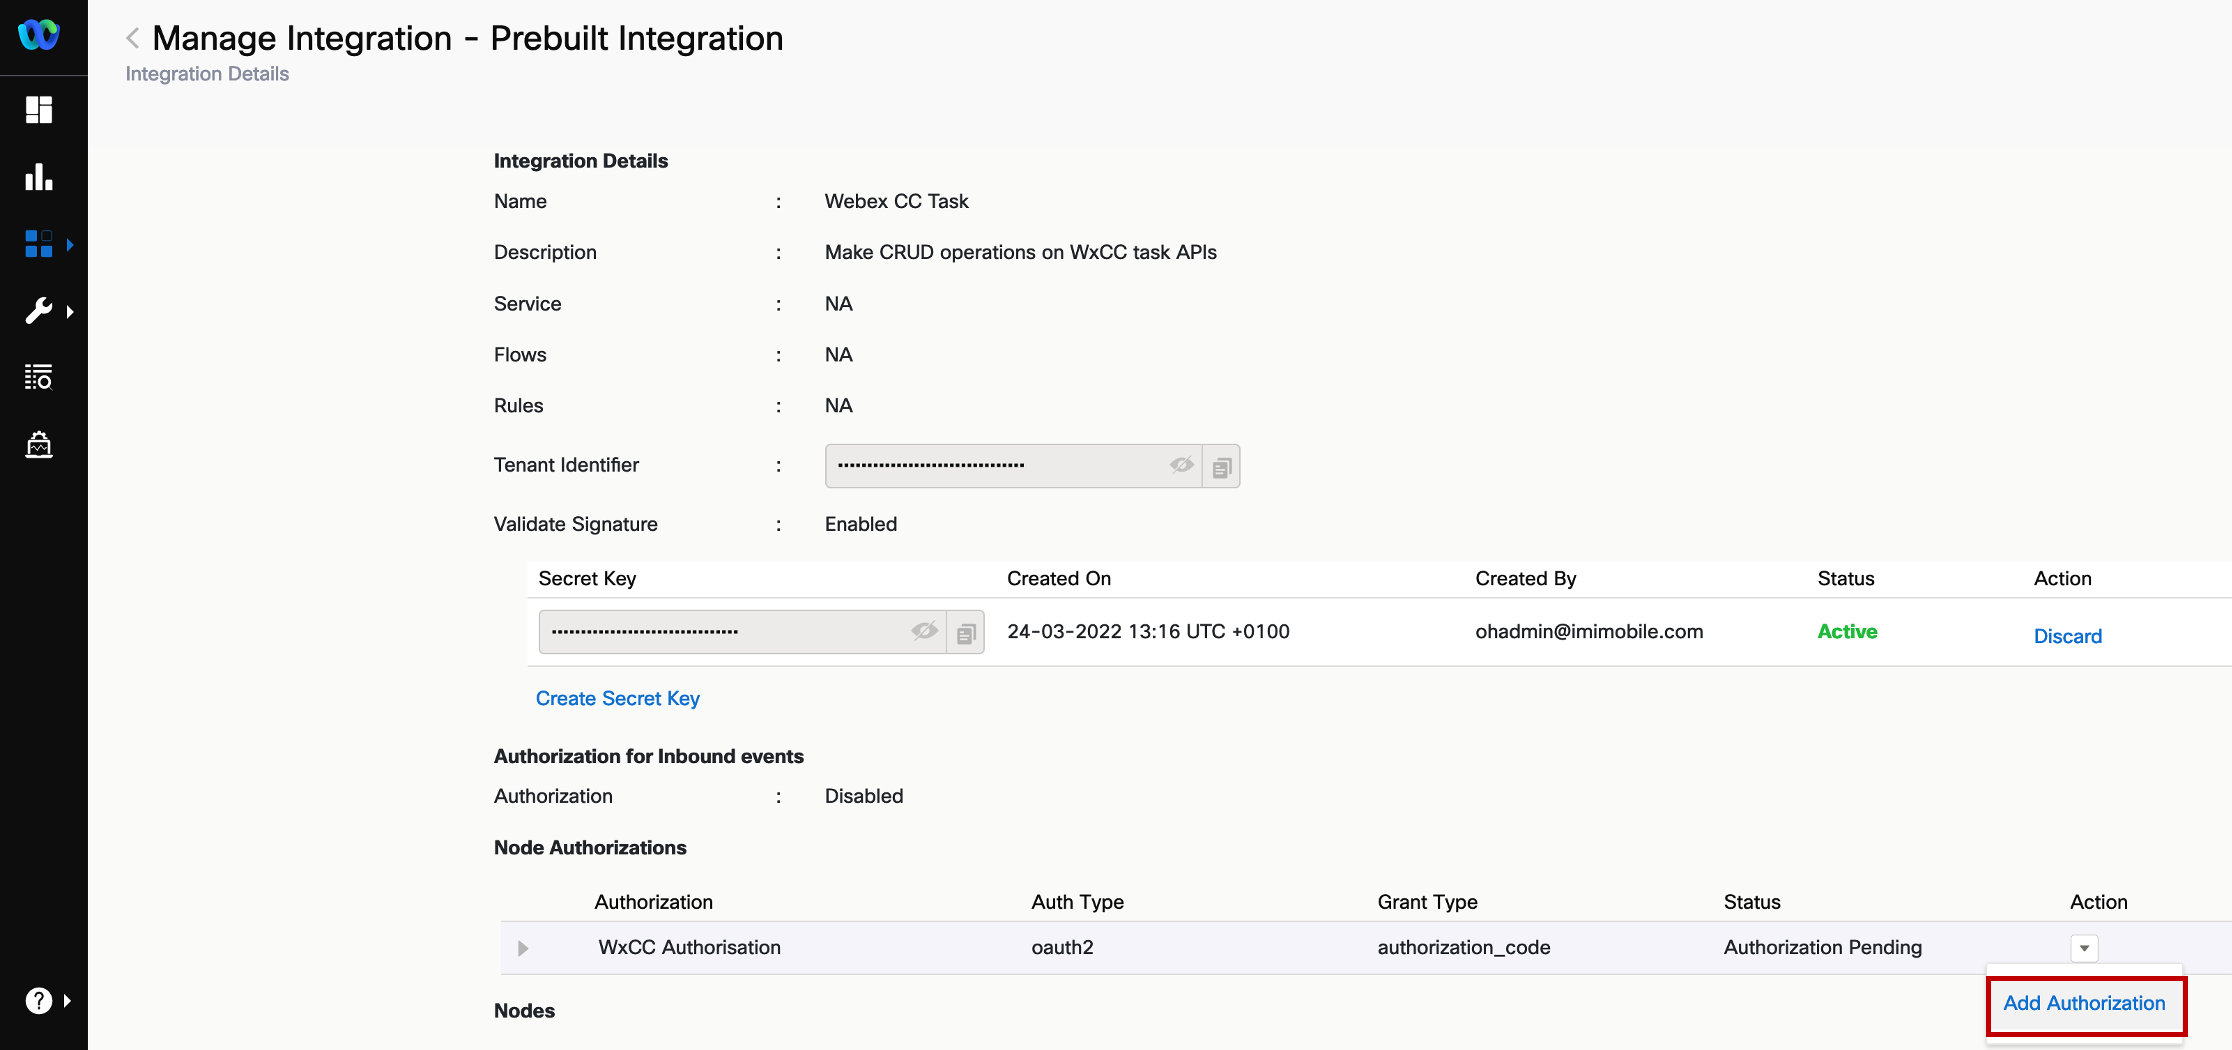 Manage Integration - Prebuilt Integration
Integration Details
Integration Details
Name : Webex CC Task
Description : Make CRUD operations on WxCC task APIs
Service : NA
Flows : NA
Rules : NA
Tenant Identifier :
Validate Signature : Enabled
Secret Key Created On Created By Status Action
24-03-2022 13:16 UTC +0100 ohadmin@imimobile.com Active Discard
Create Secret Key
Authorization for Inbound events
Authorization : Disabled
Node Authorizations
Authorization Auth Type Grant Type Status Action
WxCC Authorisation oauth2 authorization_code Authorization Pending
Add Authorization
Nodes